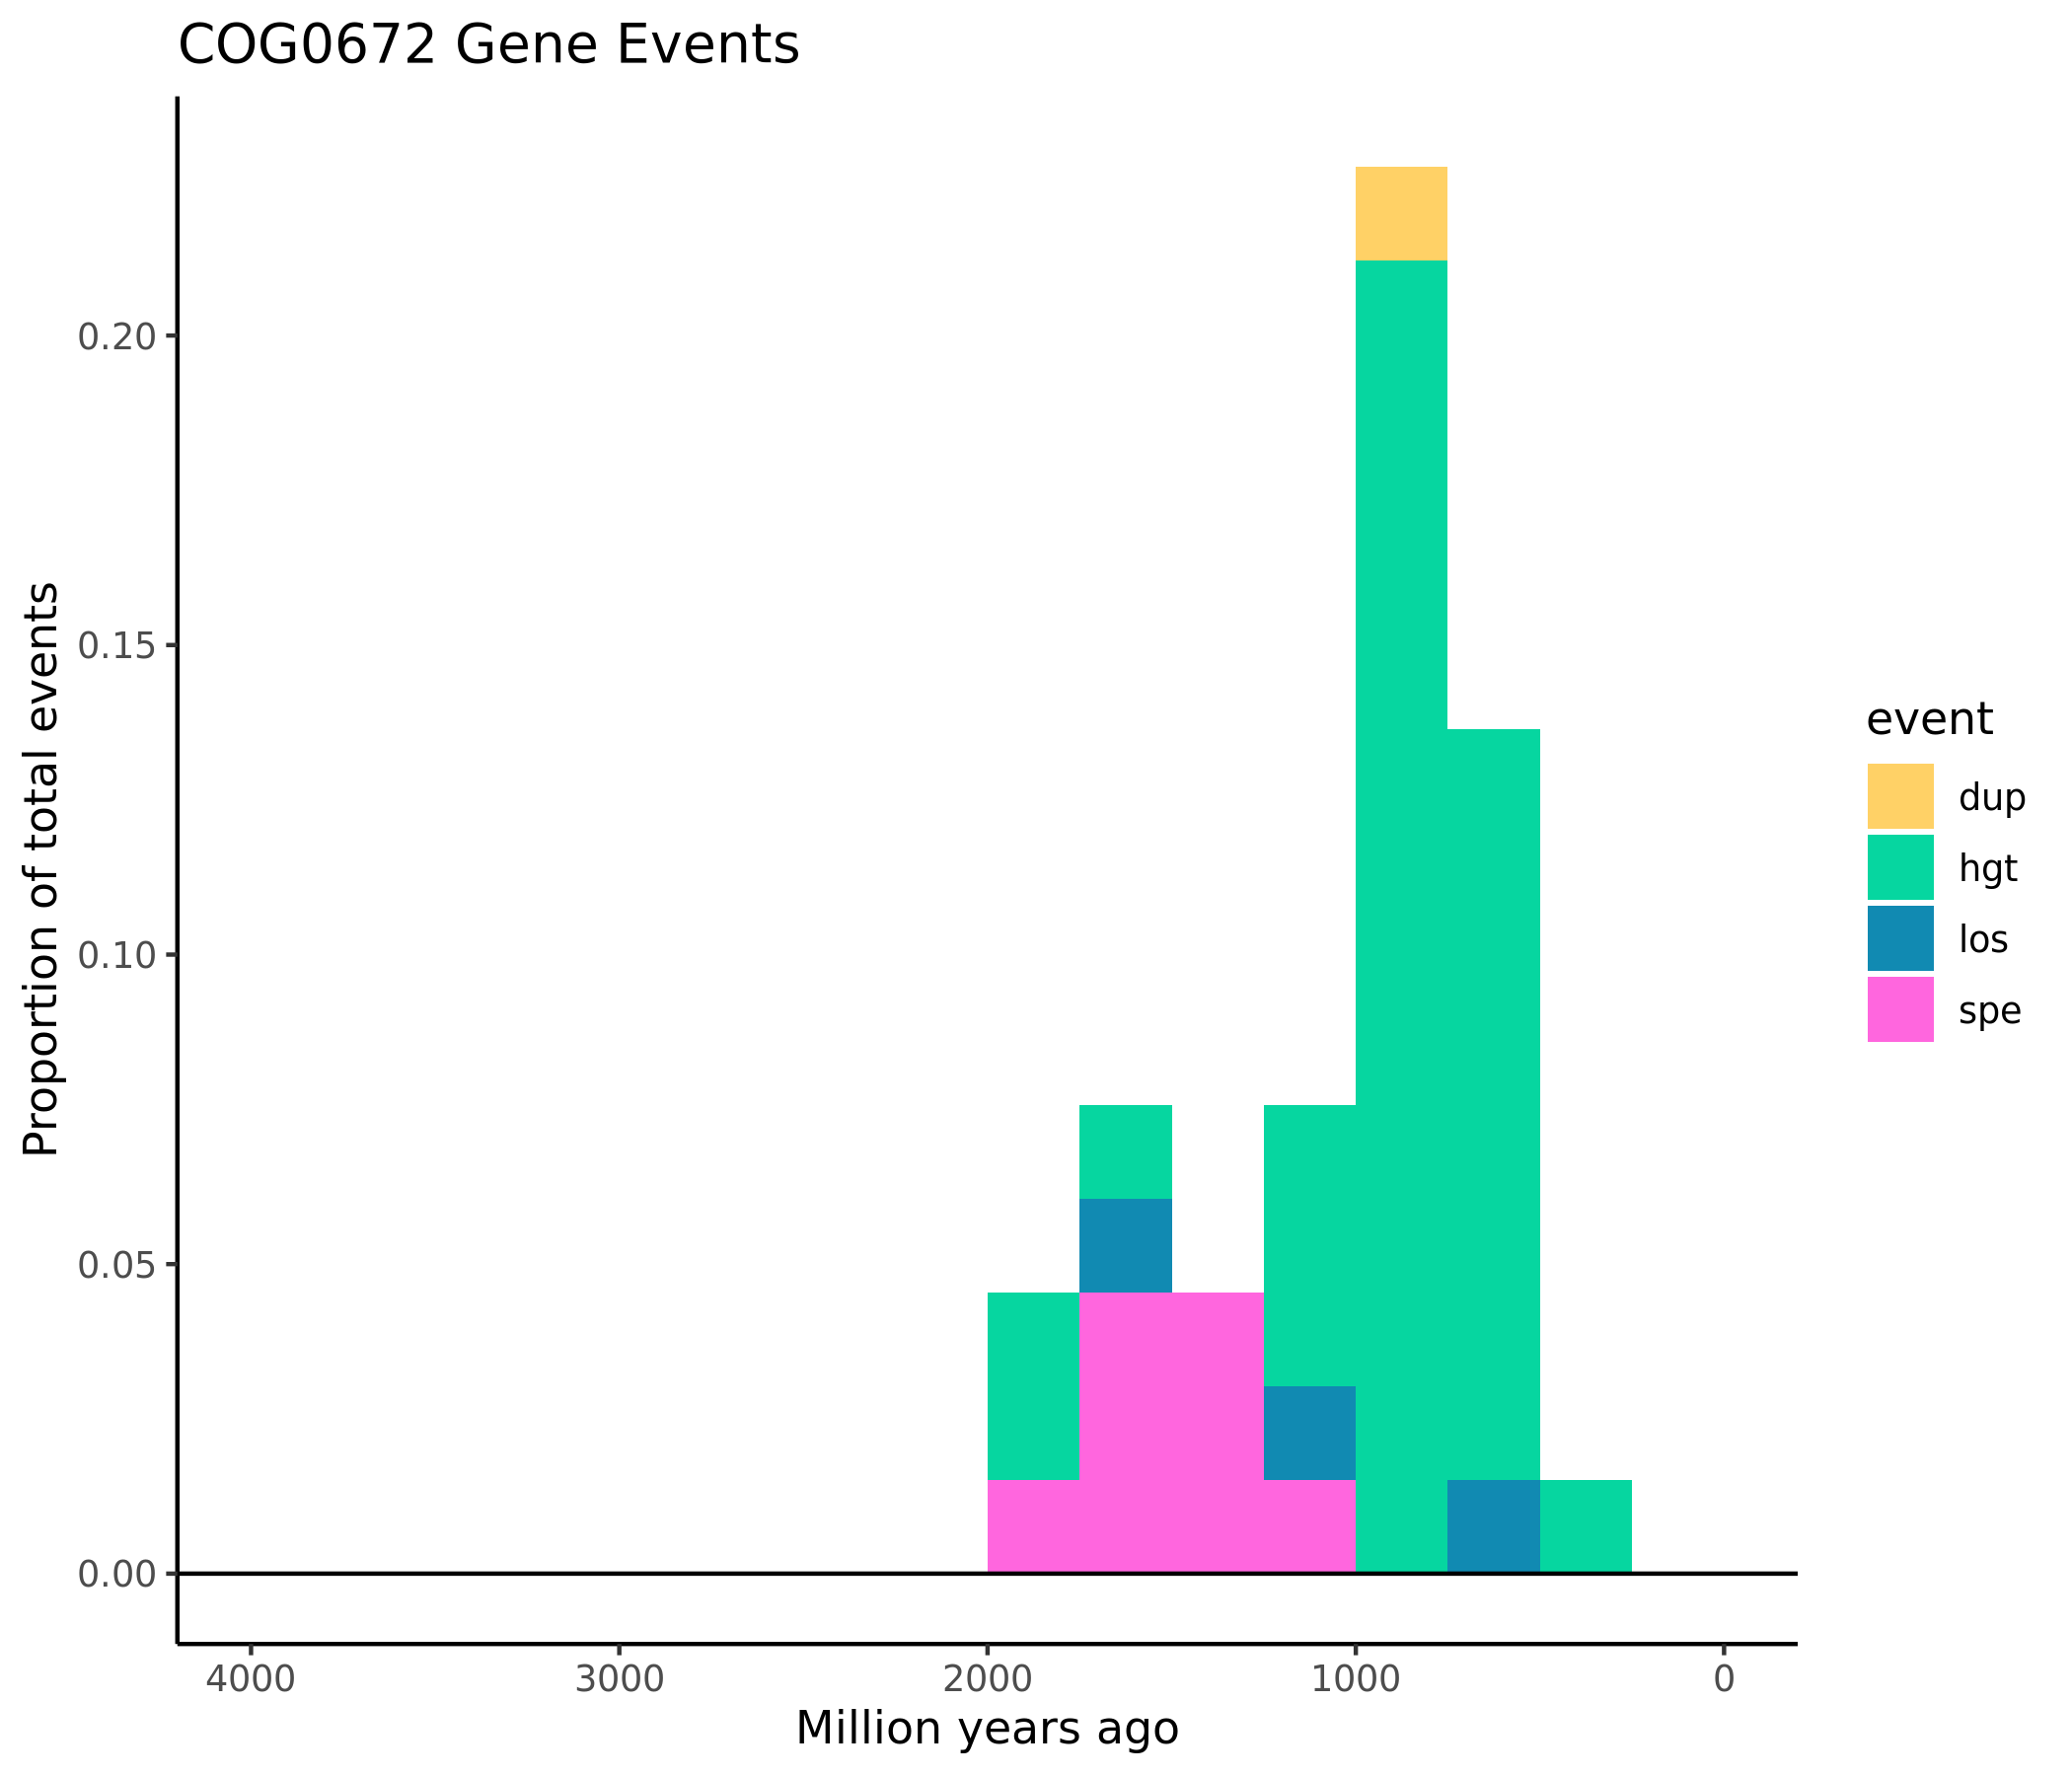 COG0672 Gene Events
Proportion of total events
0.20
0.15
0.10
0.05
0.00
4000
3000
2000
1000
0
Million years ago
event
dup
hgt
los
spe